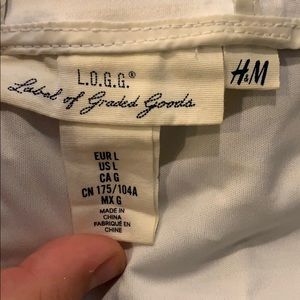 L.O.G.G.®
Label of Graded Goods
H&M
EUR L
US L
CA G
CN 175/104A
MX G
MADE IN
CHINA
FABRIQUÉ EN
CHINE